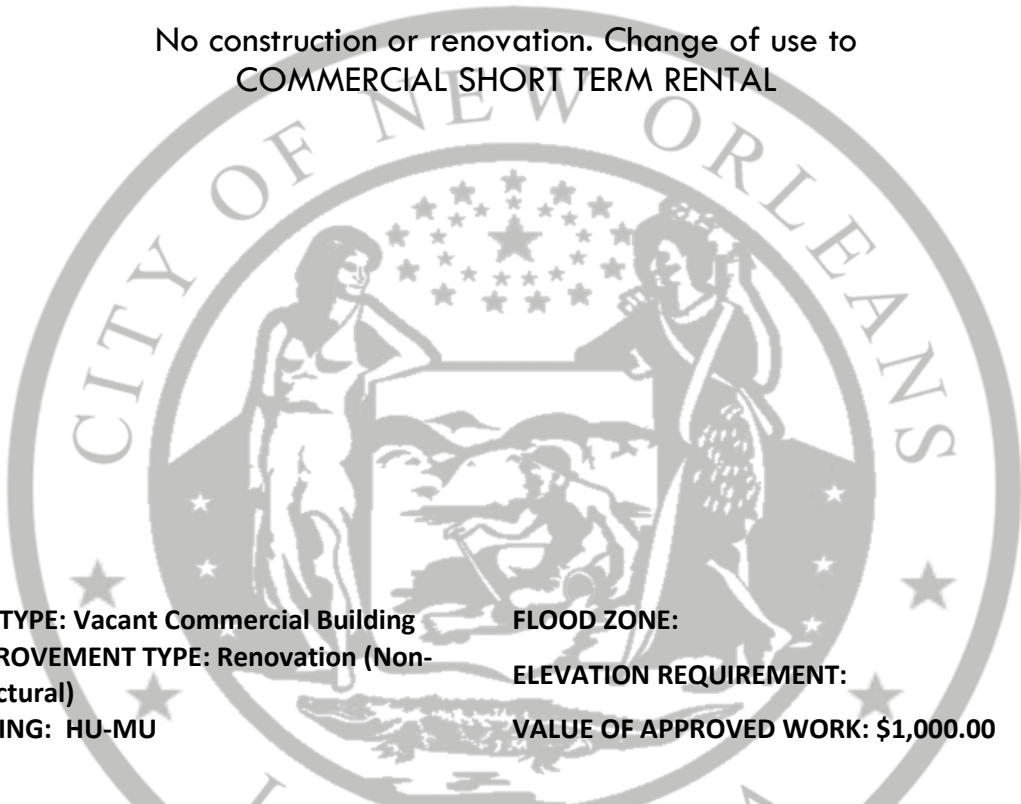 No construction or renovation. Change of use to
COMMERCIAL SHORT TERM RENTAL
CITY OF NEW ORLEANS
TYPE: Vacant Commercial Building
ROVEMENT TYPE: Renovation (Non-
ctural)
ING: HU-MU
FLOOD ZONE:
ELEVATION REQUIREMENT:
VALUE OF APPROVED WORK: $1,000.00